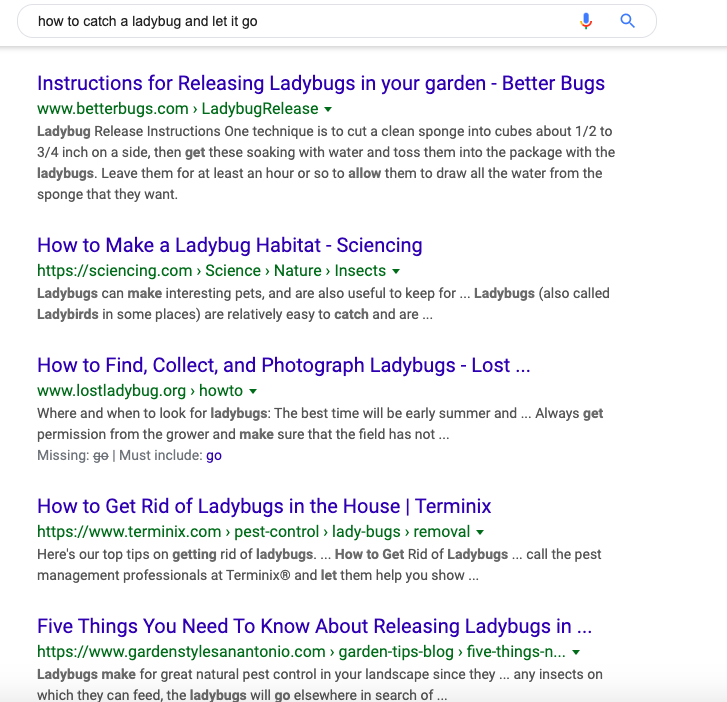 how to catch a ladybug and let it go
Instructions for Releasing Ladybugs in your garden - Better Bugs
www.betterbugs.com › LadybugRelease
Ladybug Release Instructions One technique is to cut a clean sponge into cubes about 1/2 to
3/4 inch on a side, then get these soaking with water and toss them into the package with the
ladybugs. Leave them for at least an hour or so to allow them to draw all the water from the
sponge that they want.
How to Make a Ladybug Habitat - Sciencing
https://sciencing.com › Science › Nature › Insects
Ladybugs can make interesting pets, and are also useful to keep for ... Ladybugs (also called
Ladybirds in some places) are relatively easy to catch and are ...
How to Find, Collect, and Photograph Ladybugs - Lost ...
www.lostladybug.org › howto
Where and when to look for ladybugs: The best time will be early summer and ... Always get
permission from the grower and make sure that the field has not ...
Missing: go | Must include: go
How to Get Rid of Ladybugs in the House | Terminix
https://www.terminix.com › pest-control › lady-bugs › removal
Here's our top tips on getting rid of ladybugs. ... How to Get Rid of Ladybugs ... call the pest
management professionals at Terminix® and let them help you show ...
Five Things You Need To Know About Releasing Ladybugs in ...
https://www.gardenstylesanantonio.com › garden-tips-blog › five-things-n...
Ladybugs make for great natural pest control in your landscape since they ... any insects on
which they can feed, the ladybugs will go elsewhere in search of ...